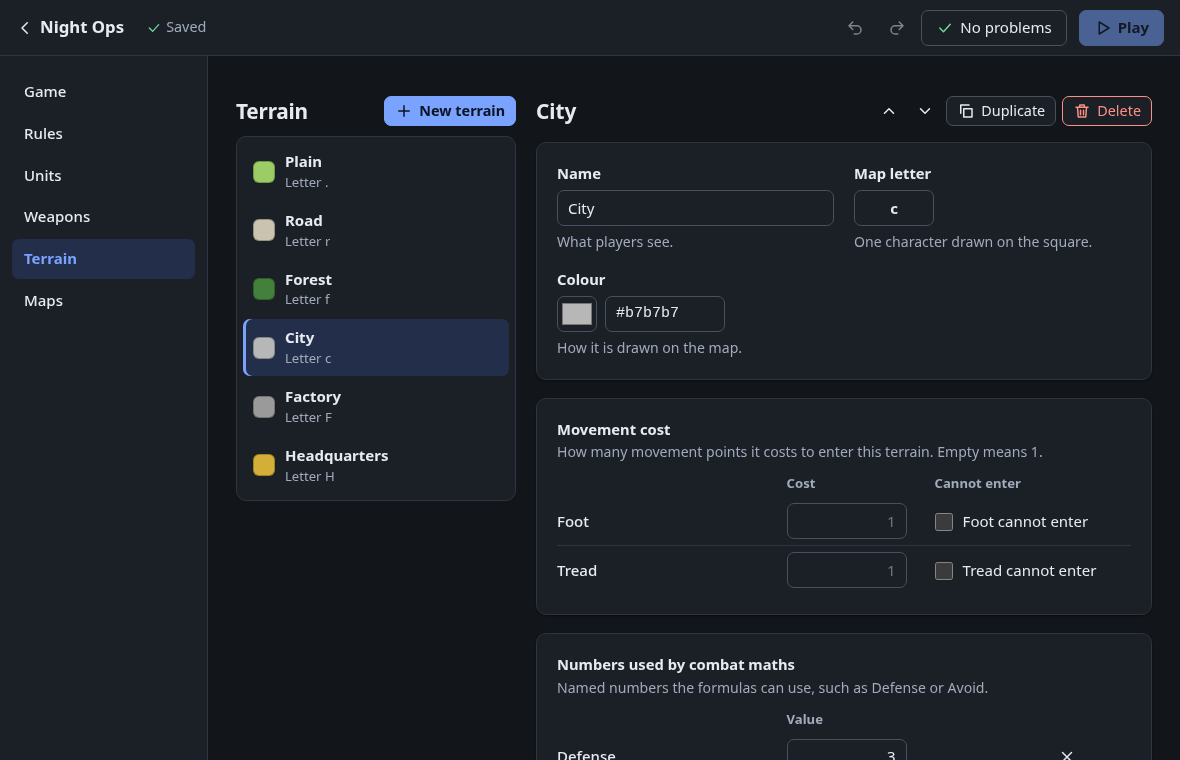 Night Ops
Saved
No problems
Play
Game
Rules
Units
Weapons
Terrain
Maps
Terrain
New terrain
Plain
Letter .
Road
Letter r
Forest
Letter f
City
Letter c
Factory
Letter F
Headquarters
Letter H
City
Duplicate
Delete
Name
Map letter
City
c
What players see.
One character drawn on the square.
Colour
#b7b7b7
How it is drawn on the map.
Movement cost
How many movement points it costs to enter this terrain. Empty means 1.
Cost
Cannot enter
Foot
1
Foot cannot enter
Tread
1
Tread cannot enter
Numbers used by combat maths
Named numbers the formulas can use, such as Defense or Avoid.
Value
Defense
3